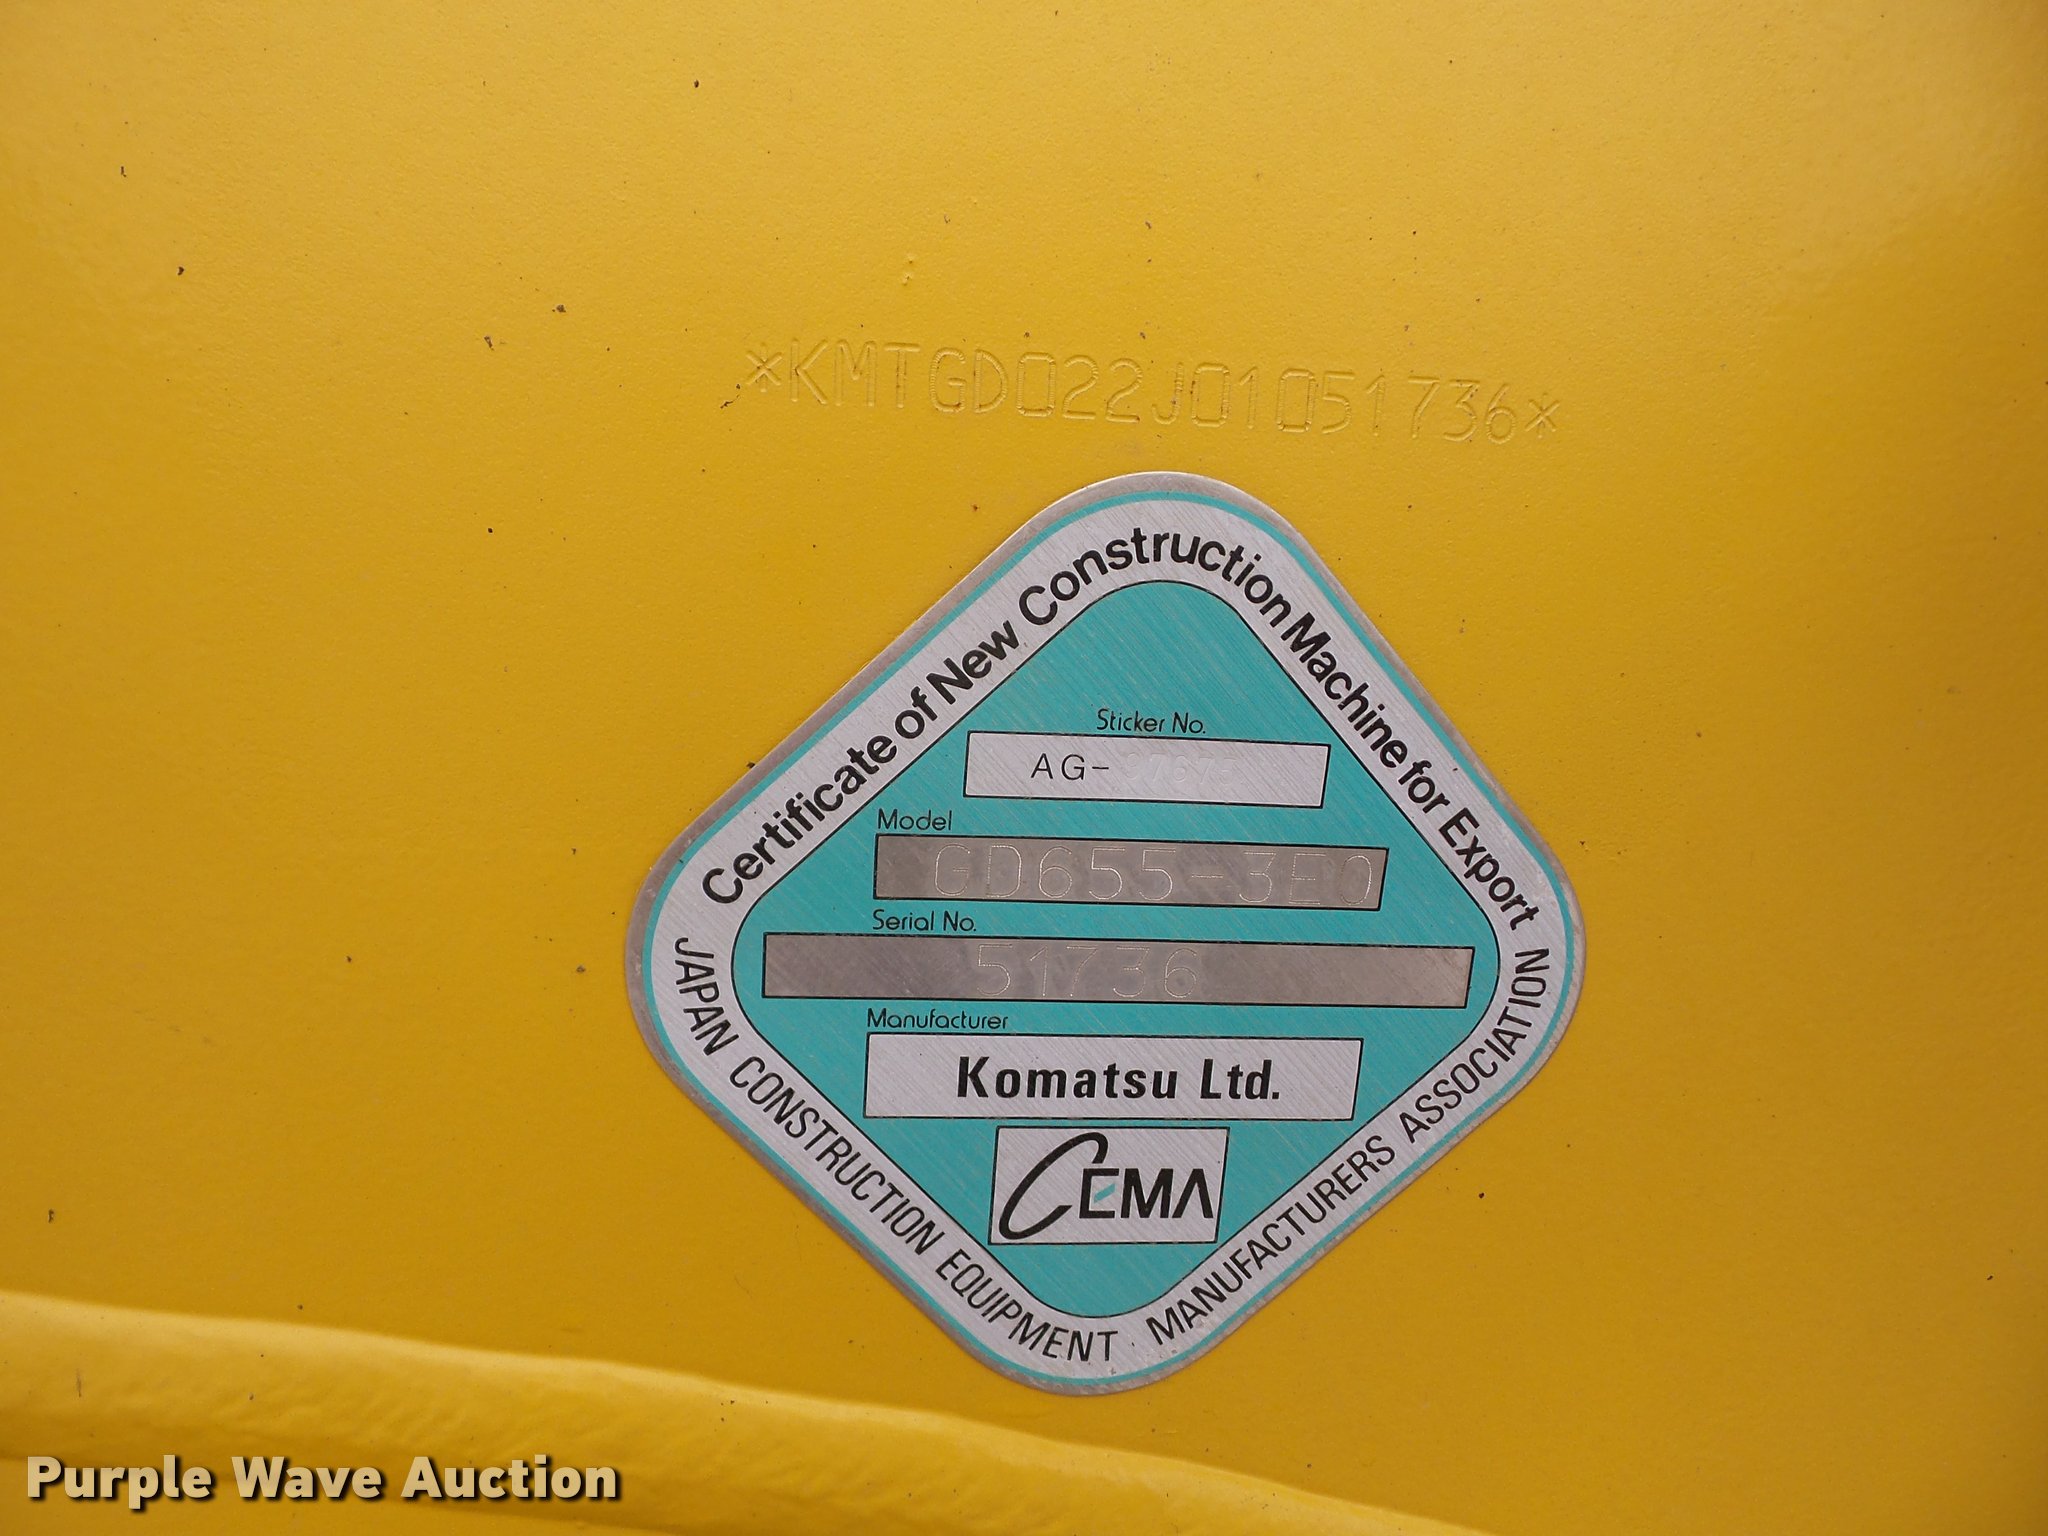 *KMTGD022J01051736*
Certificate of New Construction Machine for Export
Sticker No.
AG-
Model
GD655-3E0
Serial No.
51736
Manufacturer
Komatsu Ltd.
CEMA
JAPAN CONSTRUCTION EQUIPMENT MANUFACTURERS ASSOCIATION
Purple Wave Auction